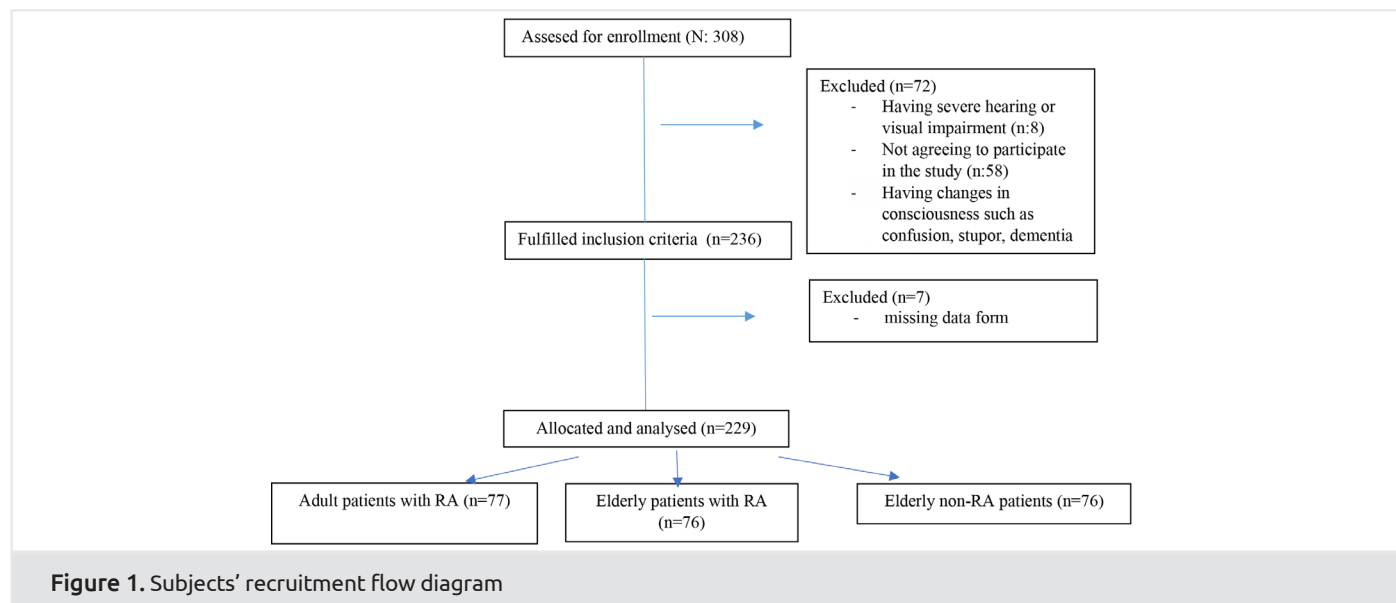 Assesed for enrollment (N: 308)
Excluded (n=72)
- Having severe hearing or
visual impairment (n:8)
- Not agreeing to participate
in the study (n:58)
- Having changes in
consciousness such as
confusion, stupor, dementia
Fulfilled inclusion criteria (n=236)
Excluded (n=7)
- missing data form
Allocated and analysed (n=229)
Adult patients with RA (n=77)
Elderly patients with RA
(n=76)
Elderly non-RA patients (n=76)
Figure 1. Subjects' recruitment flow diagram